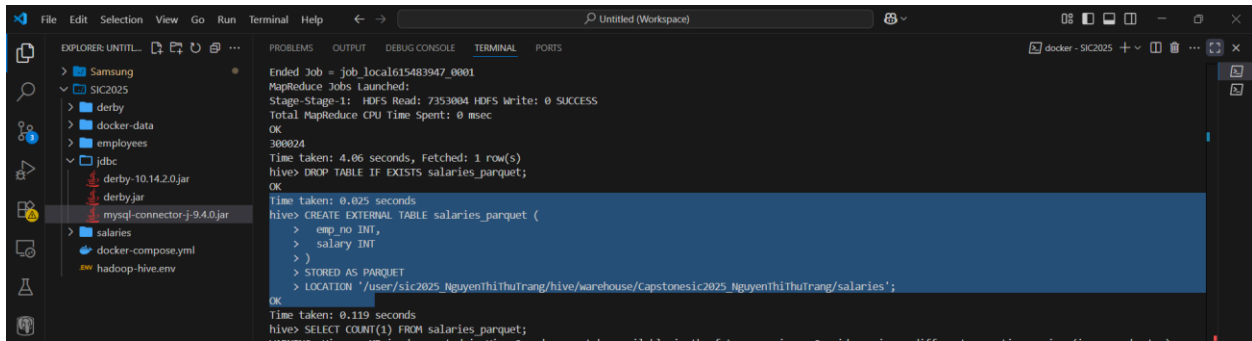 File Edit Selection View Go Run Terminal Help
Untitled (Workspace)
EXPLORER: UNTITL...
Samsung
SIC2025
derby
docker-data
employees
jdbc
derby-10.14.2.0.jar
derby.jar
mysql-connector-j-9.4.0.jar
salaries
docker-compose.yml
.ENV hadoop-hive.env
3
PROBLEMS OUTPUT DEBUG CONSOLE TERMINAL PORTS
docker - SIC2025
Ended Job = job_local615483947_0001
MapReduce Jobs Launched:
Stage-Stage-1: HDFS Read: 7353004 HDFS Write: 0 SUCCESS
Total MapReduce CPU Time Spent: 0 msec
OK
300024
Time taken: 4.06 seconds, Fetched: 1 row(s)
hive> DROP TABLE IF EXISTS salaries_parquet;
OK
Time taken: 0.025 seconds
hive> CREATE EXTERNAL TABLE salaries_parquet (
> emp_no INT,
> salary INT
> )
> STORED AS PARQUET
> LOCATION '/user/sic2025_NguyenThiThuTrang/hive/warehouse/Capstonesic2025_NguyenThiThuTrang/salaries';
OK
Time taken: 0.119 seconds
hive> SELECT COUNT(1) FROM salaries_parquet;